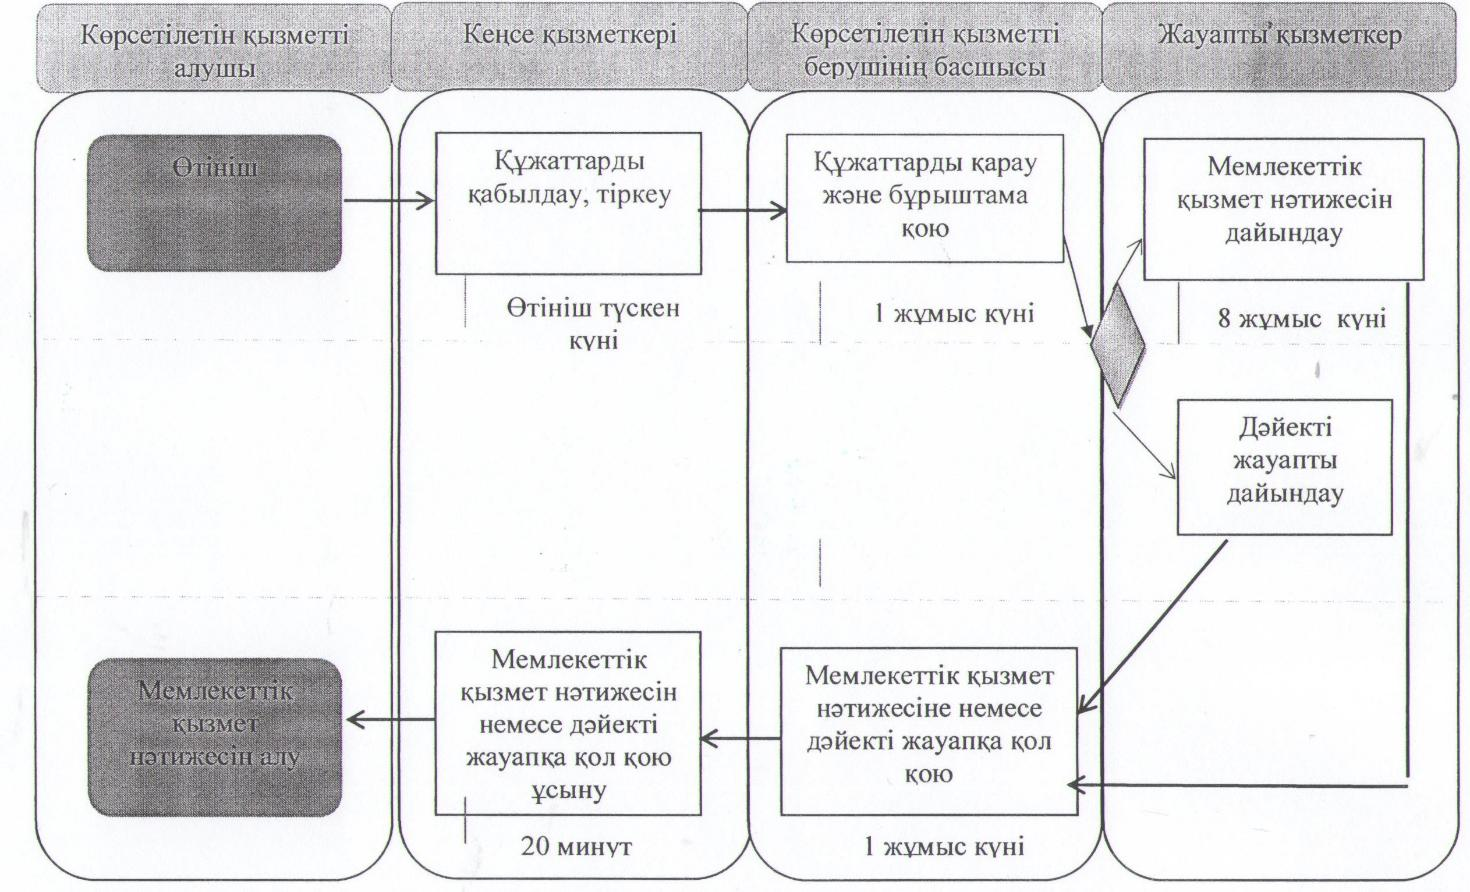 Көрсетілетін қызметті
алушы
Кеңсе қызметкері
Көрсетілетін қызметті
берушінің басшысы
Жауапты қызметкер
Өтініш
Құжаттарды
қабылдау, тіркеу
Құжаттарды қарау
және бұрыштама
қою
Мемлекеттік
қызмет нәтижесін
дайындау
Өтініш түскен
күні
1 жұмыс күні
8 жұмыс күні
Дәйекті
жауапты
дайындау
Мемлекеттік
қызмет
нәтижесін алу
Мемлекеттік
қызмет нәтижесін
немесе дәйекті
жауапқа қол қою
ұсыну
Мемлекеттік қызмет
нәтижесіне немесе
дәйекті жауапқа қол
қою
20 минут
1 жұмыс күні